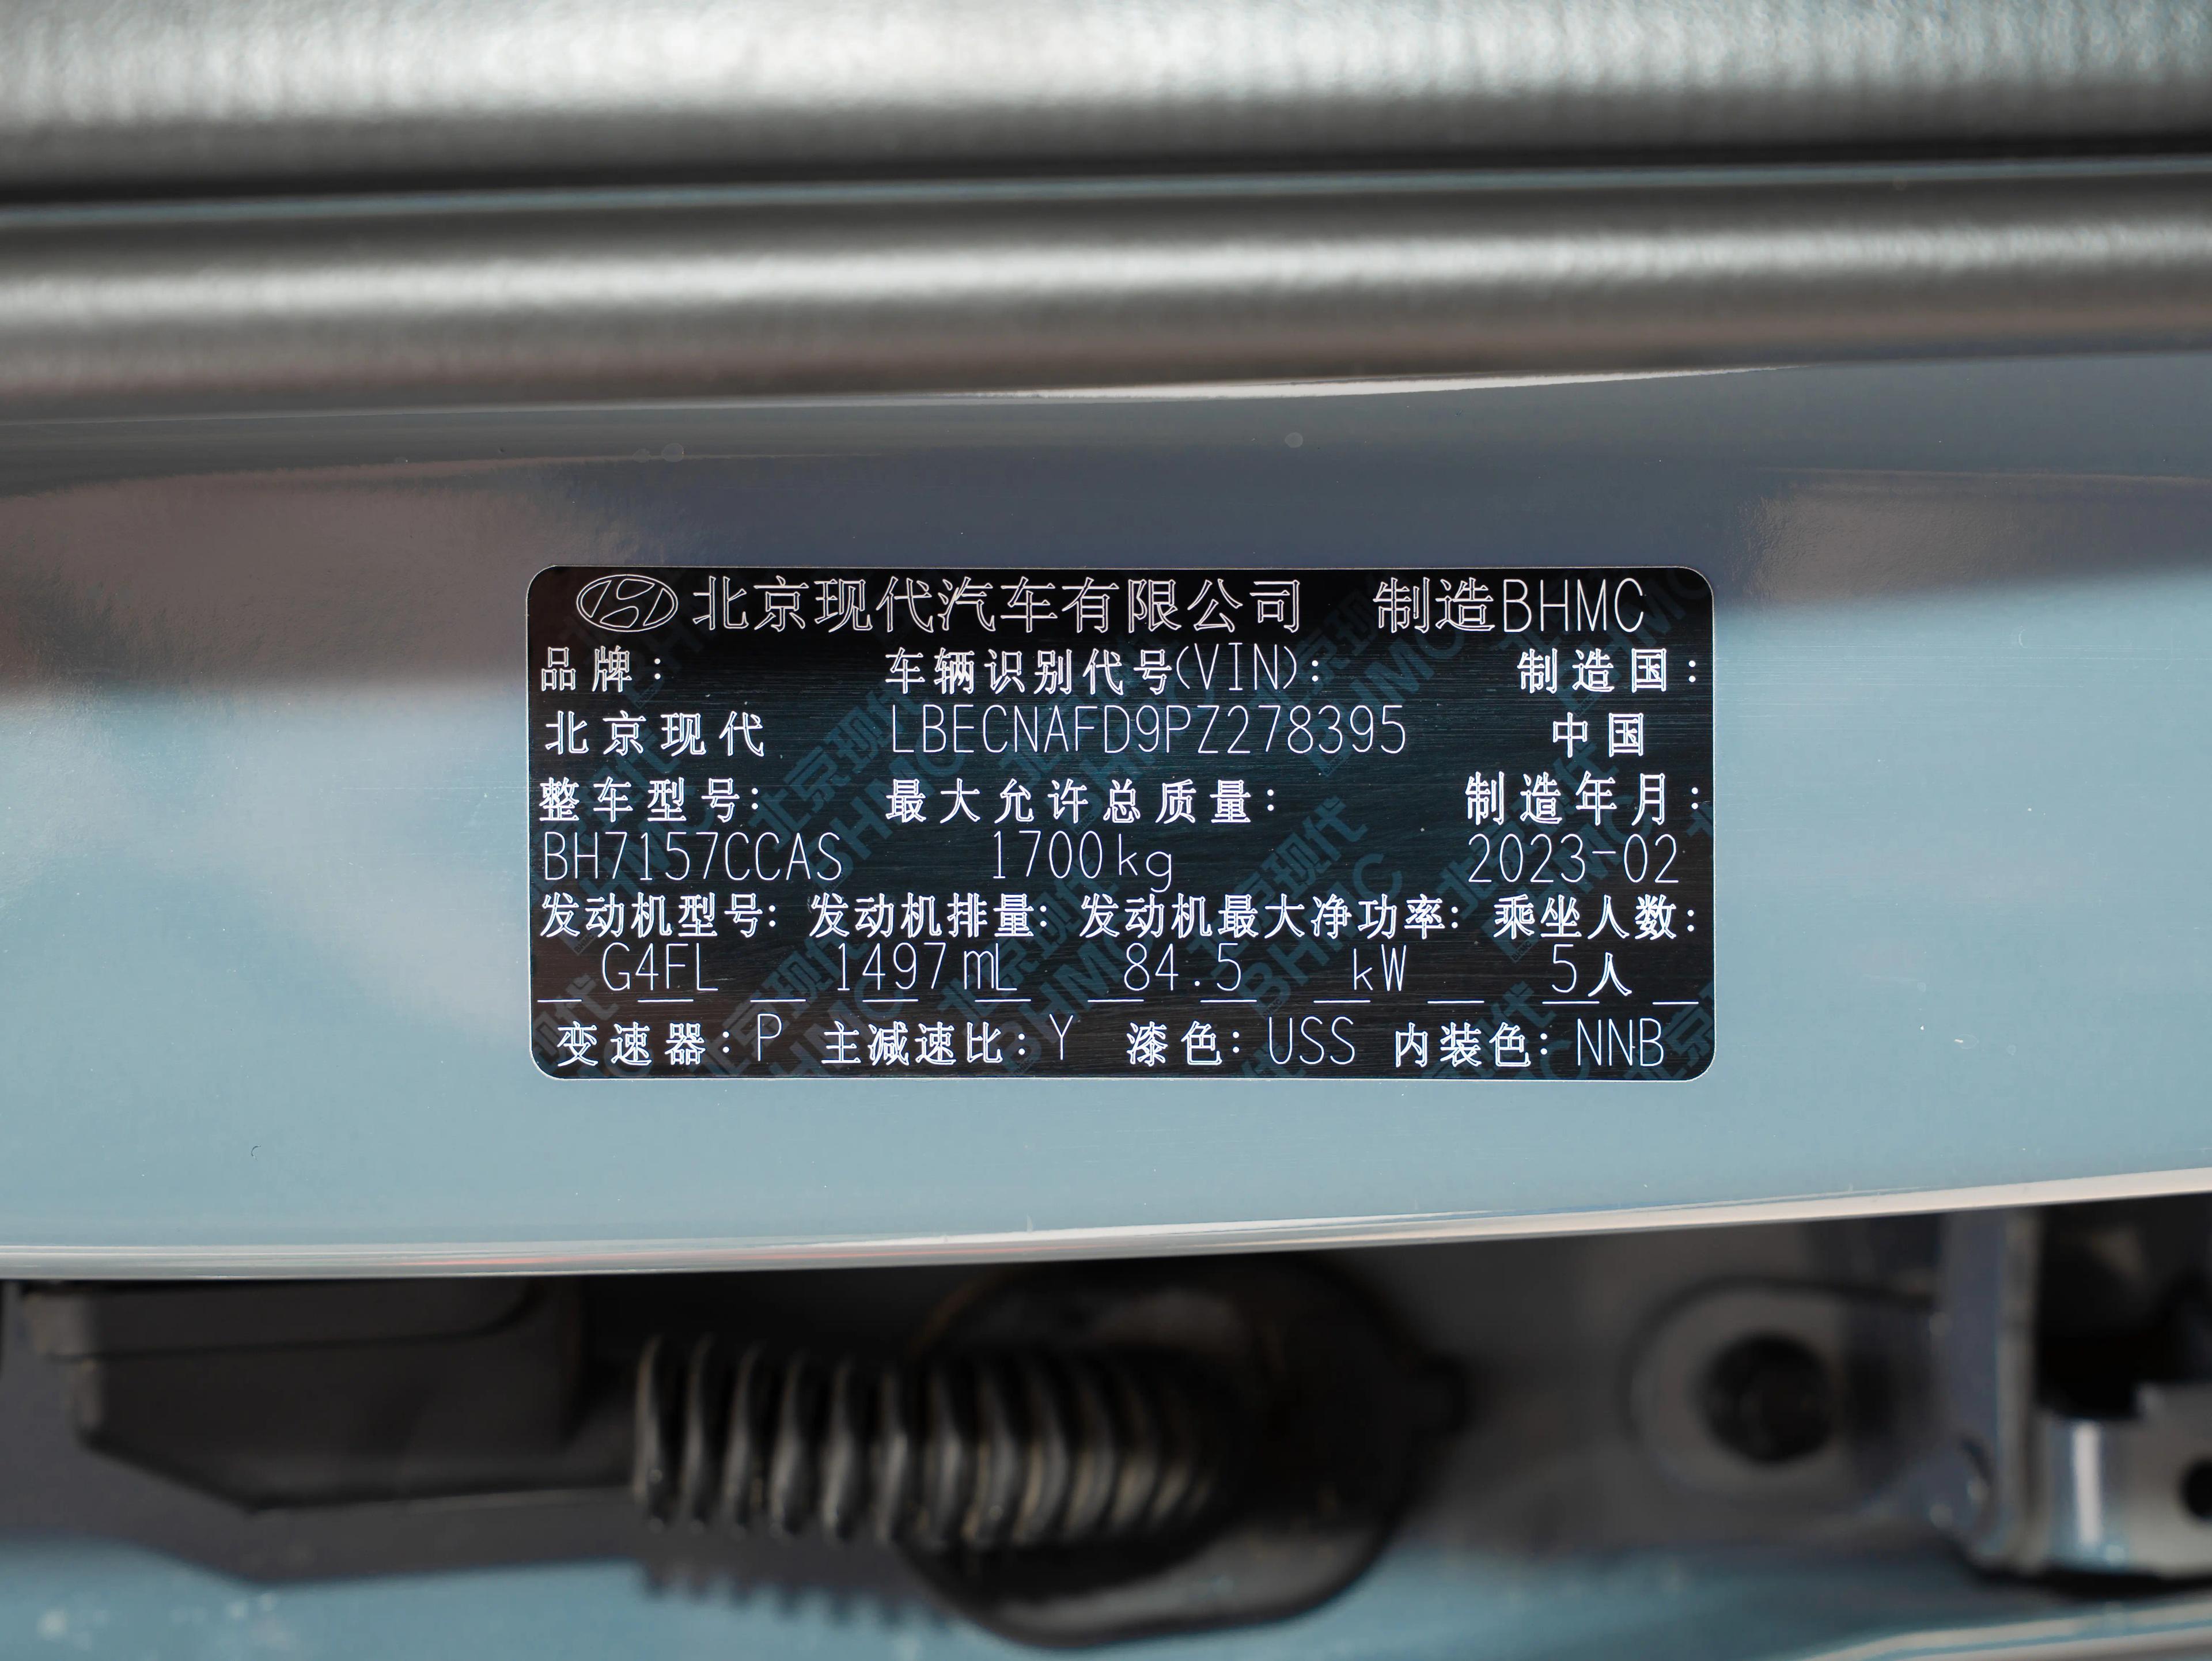 北京现代汽车有限公司 制造BHMC
品牌： 车辆识别代号(VIN)： 制造国：
北京现代 LBECNAFD9PZ278395 中国
整车型号： 最大允许总质量： 制造年月：
BH7157CCAS 1700kg 2023-02
发动机型号： 发动机排量： 发动机最大净功率： 乘坐人数：
G4FL 1497mL 84.5 kW 5人
变速器：P 主减速比：Y 漆色：USS 内装色：NNB